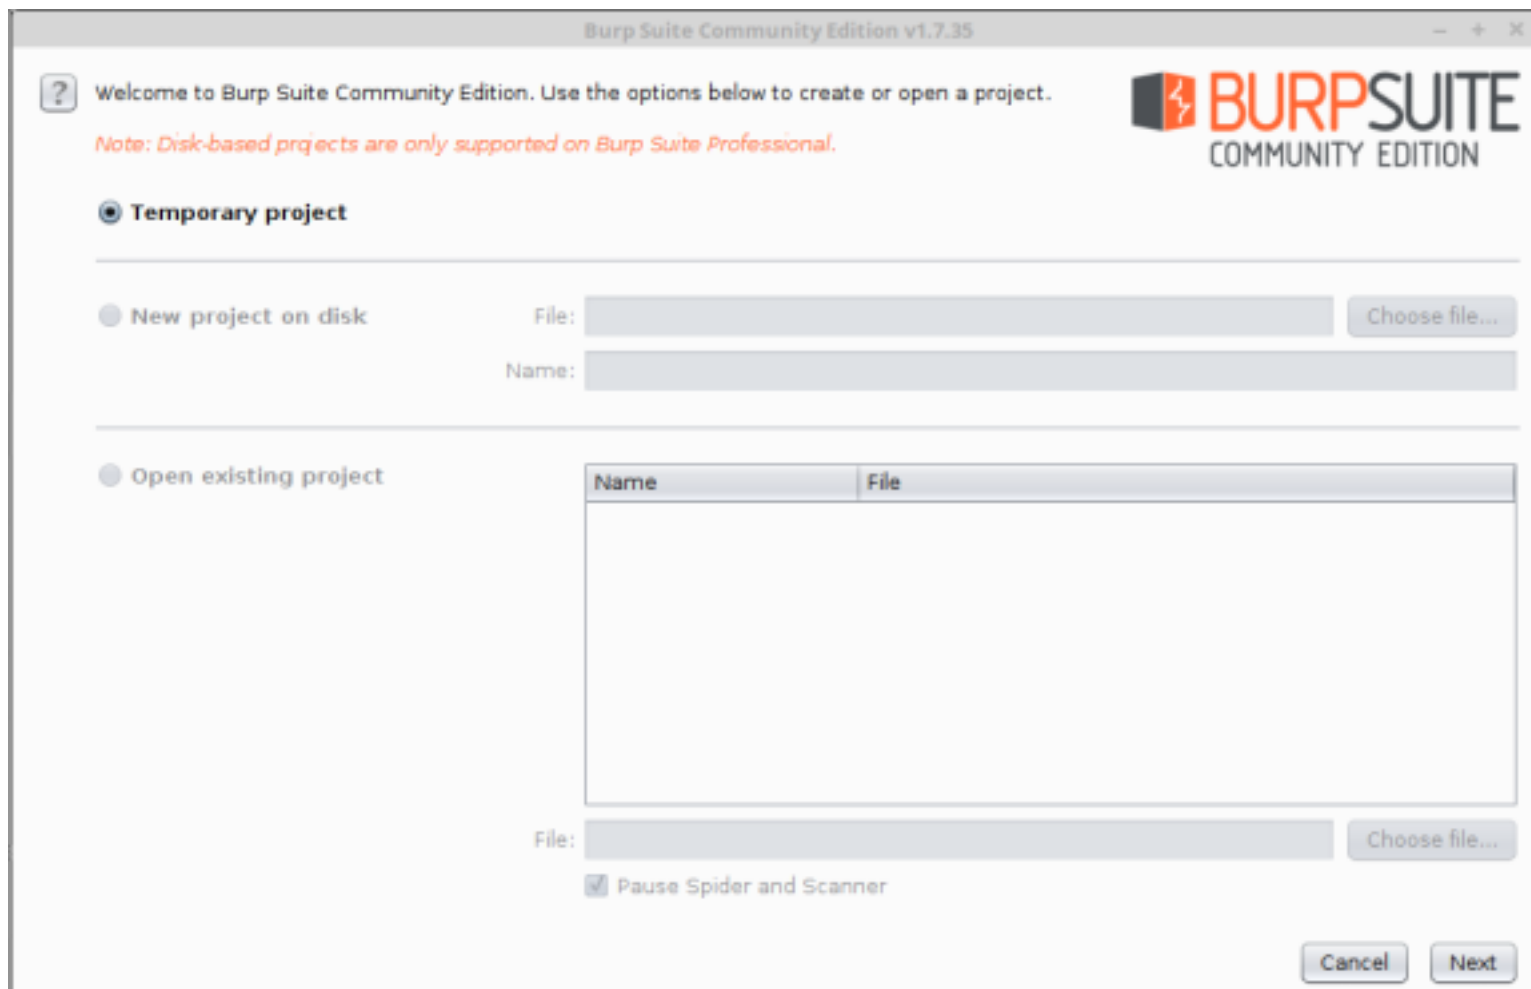 Burp Suite Community Edition v1.7.35
?
Welcome to Burp Suite Community Edition. Use the options below to create or open a project.
BURPSUITE
COMMUNITY EDITION
Note: Disk-based projects are only supported on Burp Suite Professional.
Temporary project
New project on disk
File:
Choose file...
Name:
Open existing project
Name
File
File:
Choose file...
Pause Spider and Scanner
Cancel
Next